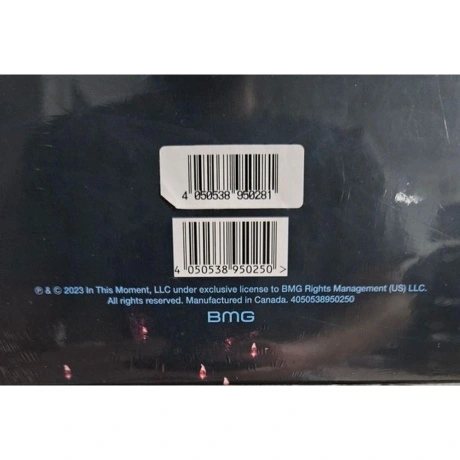 4 050538 950281
4 050538 950250 >
℗ & © 2023 In This Moment, LLC under exclusive license to BMG Rights Management (US) LLC.
All rights reserved. Manufactured in Canada. 4050538950250
BMG